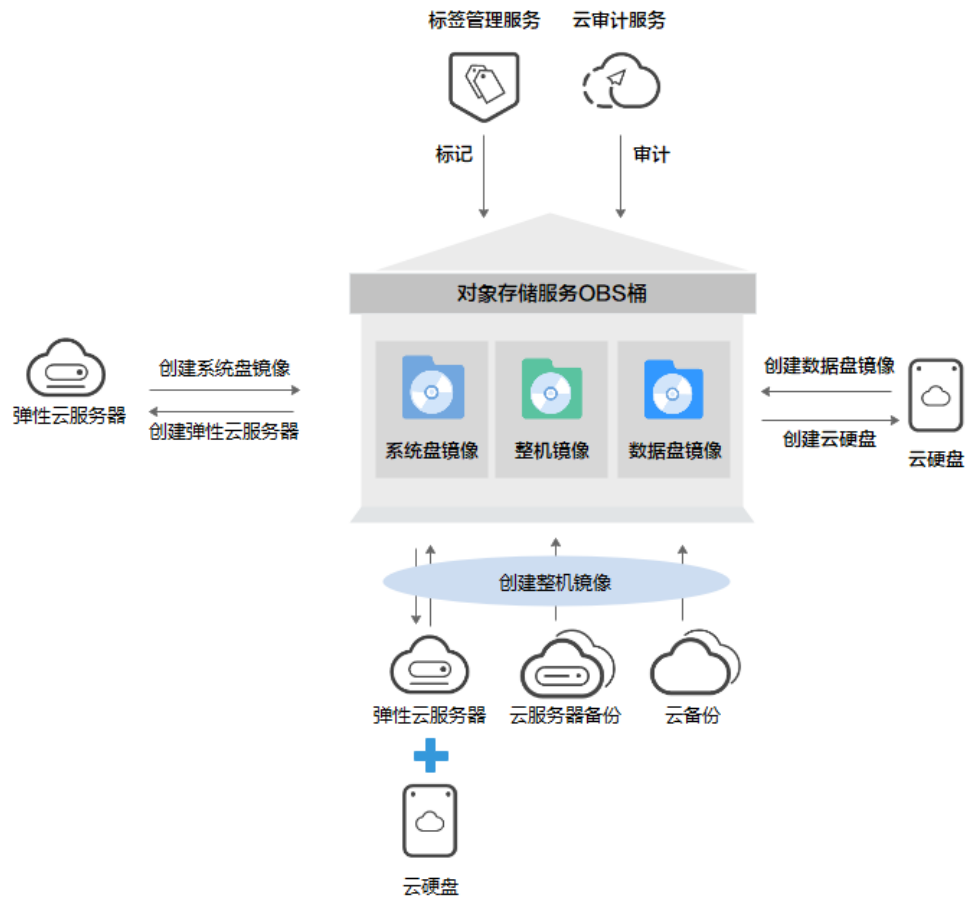 标签管理服务
云审计服务
标记
审计
对象存储服务OBS桶
创建系统盘镜像
弹性云服务器
创建弹性云服务器
系统盘镜像
整机镜像
数据盘镜像
创建数据盘镜像
创建云硬盘
云硬盘
创建整机镜像
弹性云服务器
云服务器备份
云备份
云硬盘